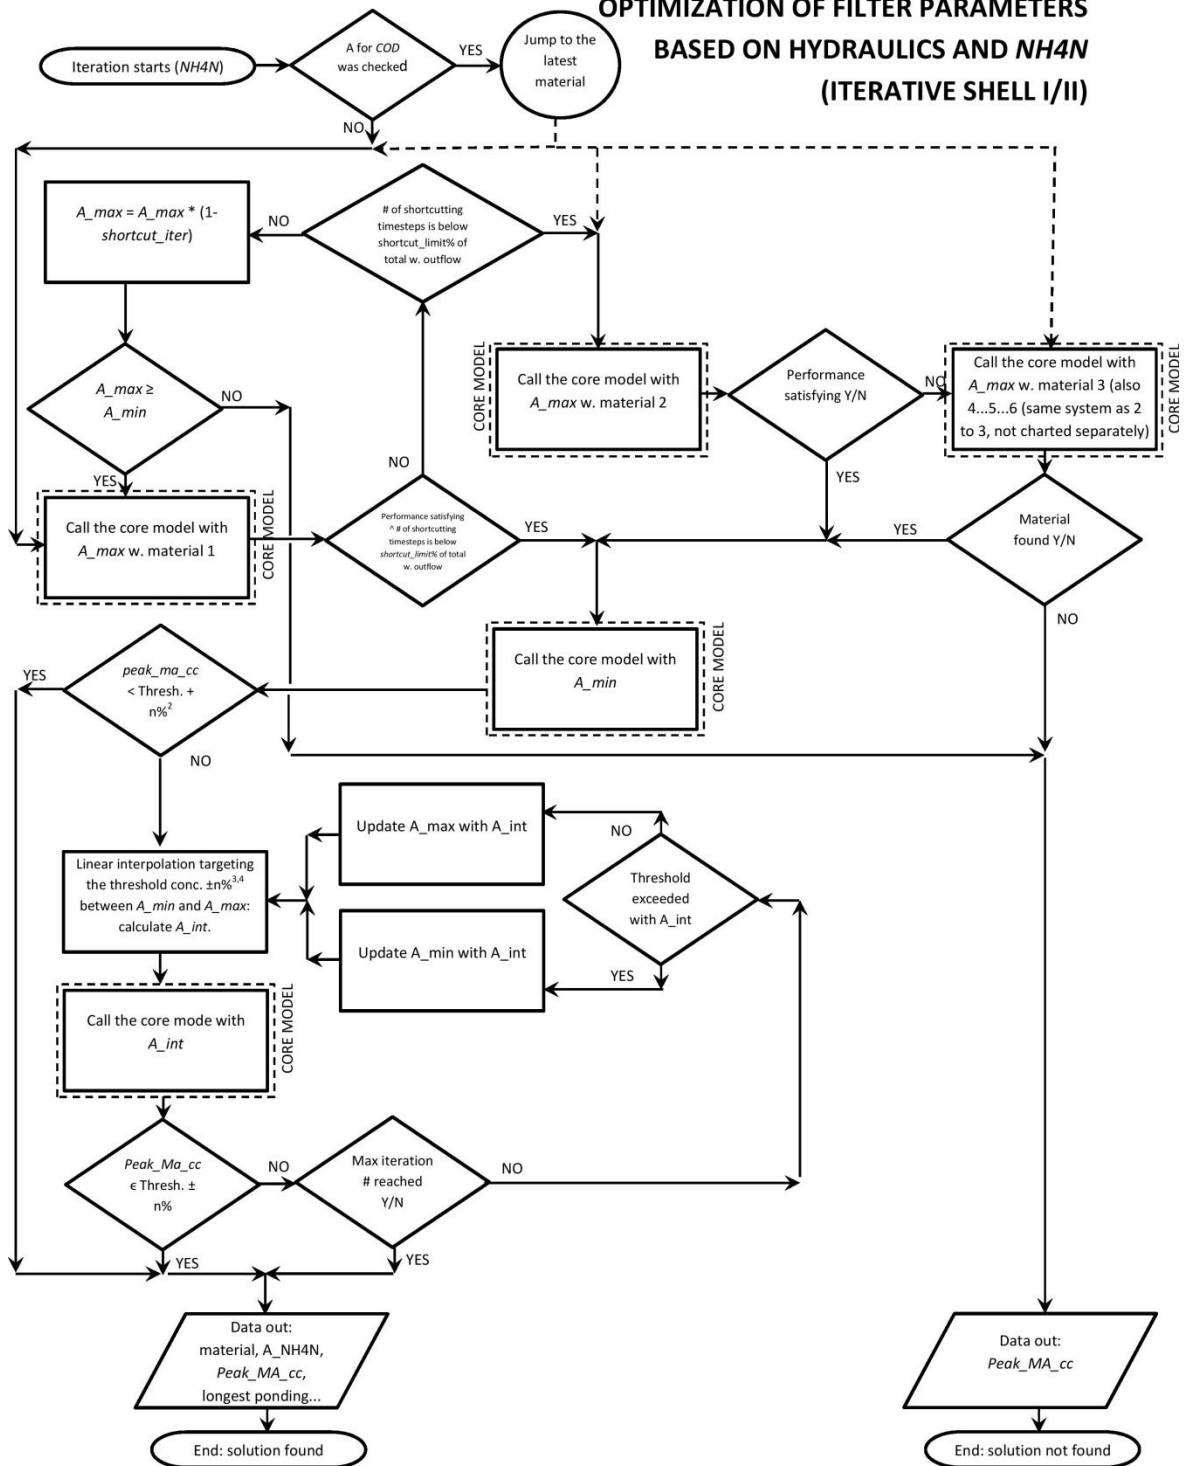 OPTIMIZATION OF FILTER PARAMETERS
BASED ON HYDRAULICS AND NH4N
(ITERATIVE SHELL I/II)
Iteration starts (NH4N)
A for COD
was checked
YES
Jump to the
latest
material
NO
A_max = A_max * (1-
shortcut_iter)
NO
# of shortcutting
timesteps is below
shortcut_limit% of
total w. outflow
YES
A_max ≥
A_min
NO
YES
CORE MODEL
Call the core model with
A_max w. material 2
Performance
satisfying Y/N
NO
YES
Call the core model with
A_max w. material 3 (also
4...5...6 (same system as 2
to 3, not charted separately)
CORE MODEL
Call the core model with
A_max w. material 1
CORE MODEL
NO
Performance satisfying
^ # of shortcutting
timesteps is below
shortcut_limit% of total
w. outflow
YES
YES
Material
found Y/N
NO
Call the core model with
A_min
CORE MODEL
YES
peak_ma_cc
< Thresh. +
n%²
NO
Linear interpolation targeting
the threshold conc. ±n%³,⁴
between A_min and A_max:
calculate A_int.
Update A_max with A_int
NO
Threshold
exceeded
with A_int
Update A_min with A_int
YES
Call the core mode with
A_int
CORE MODEL
Peak_Ma_cc
ϵ Thresh. ±
n%
NO
Max iteration
# reached
Y/N
NO
YES
YES
Data out:
material, A_NH4N,
Peak_MA_cc,
longest ponding...
Data out:
Peak_MA_cc
End: solution found
End: solution not found